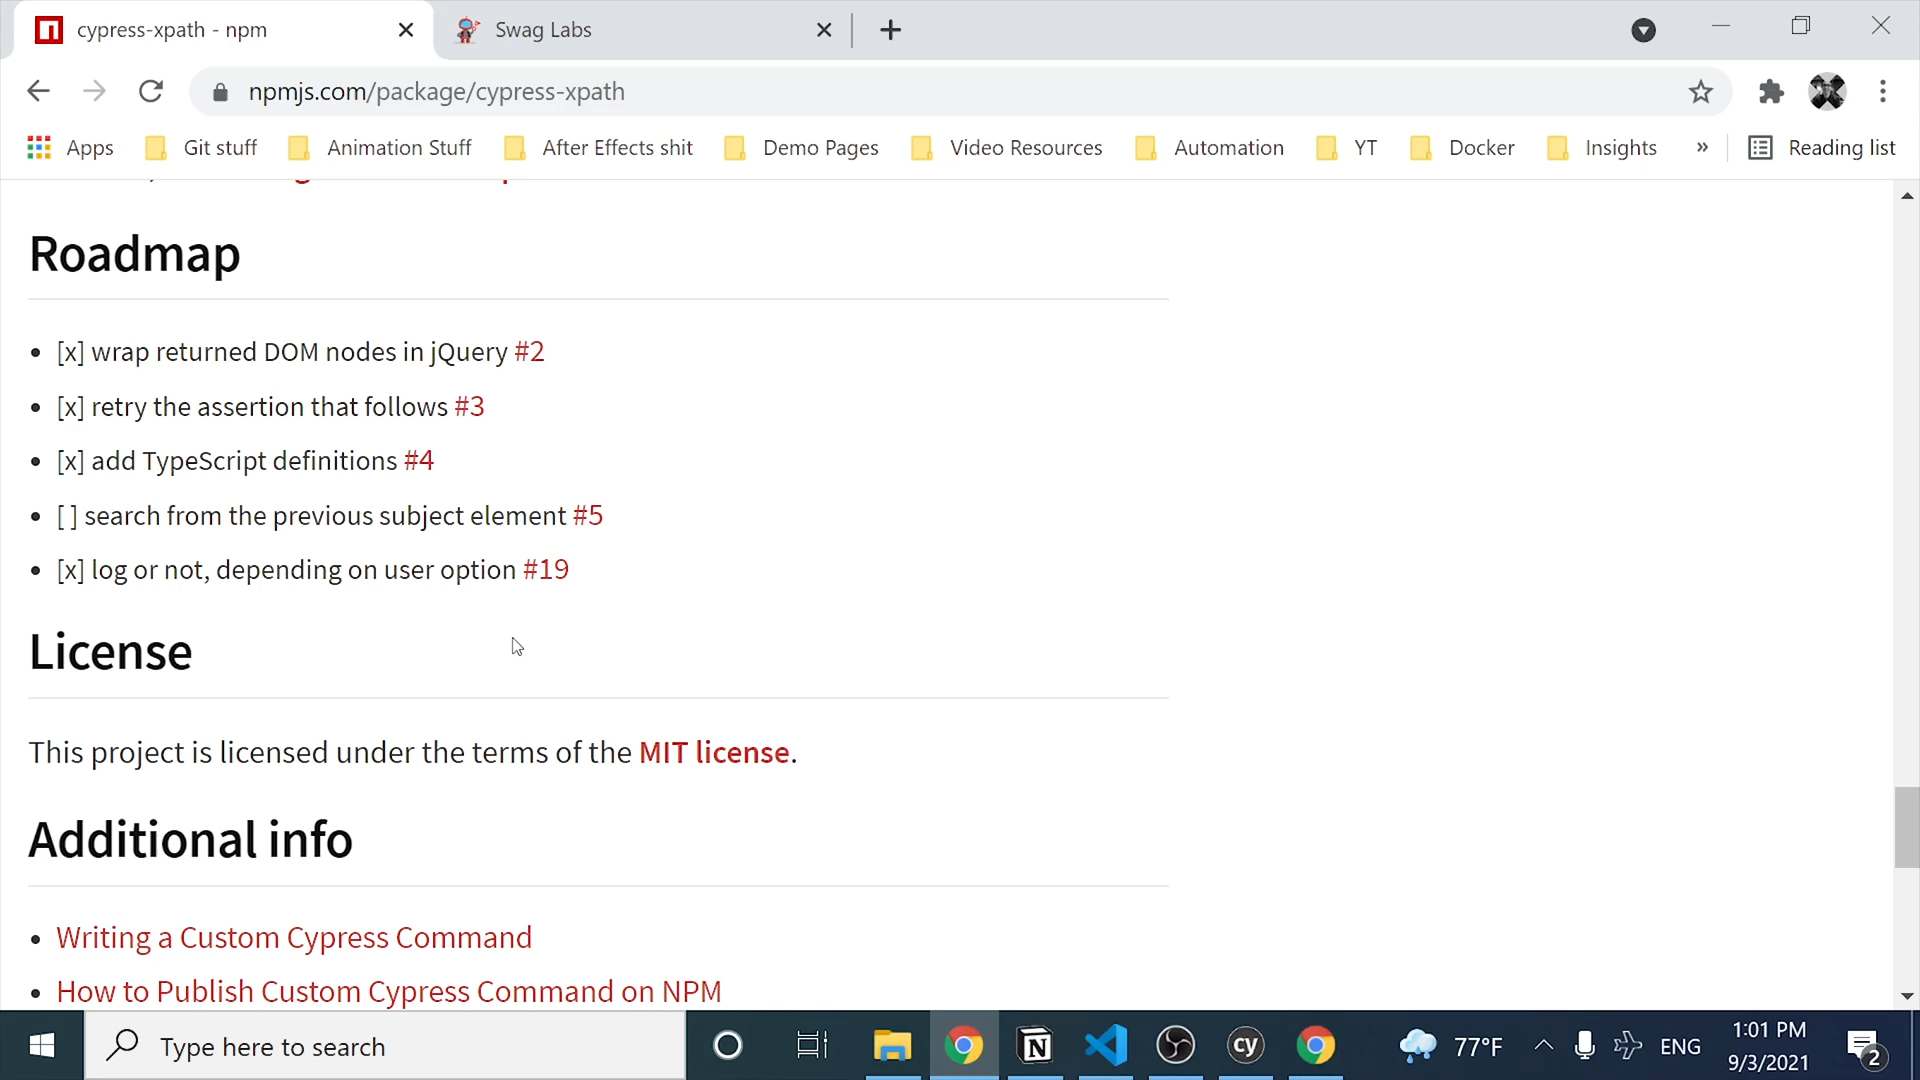 cypress-xpath - npm
Swag Labs
npmjs.com/package/cypress-xpath
Apps
Git stuff
Animation Stuff
After Effects shit
Demo Pages
Video Resources
Automation
YT
Docker
Insights
»
Reading list
Roadmap
[x] wrap returned DOM nodes in jQuery #2
[x] retry the assertion that follows #3
[x] add TypeScript definitions #4
[ ] search from the previous subject element #5
[x] log or not, depending on user option #19
License
This project is licensed under the terms of the MIT license.
Additional info
Writing a Custom Cypress Command
How to Publish Custom Cypress Command on NPM
Type here to search
cy
77°F
ENG
1:01 PM
9/3/2021
2